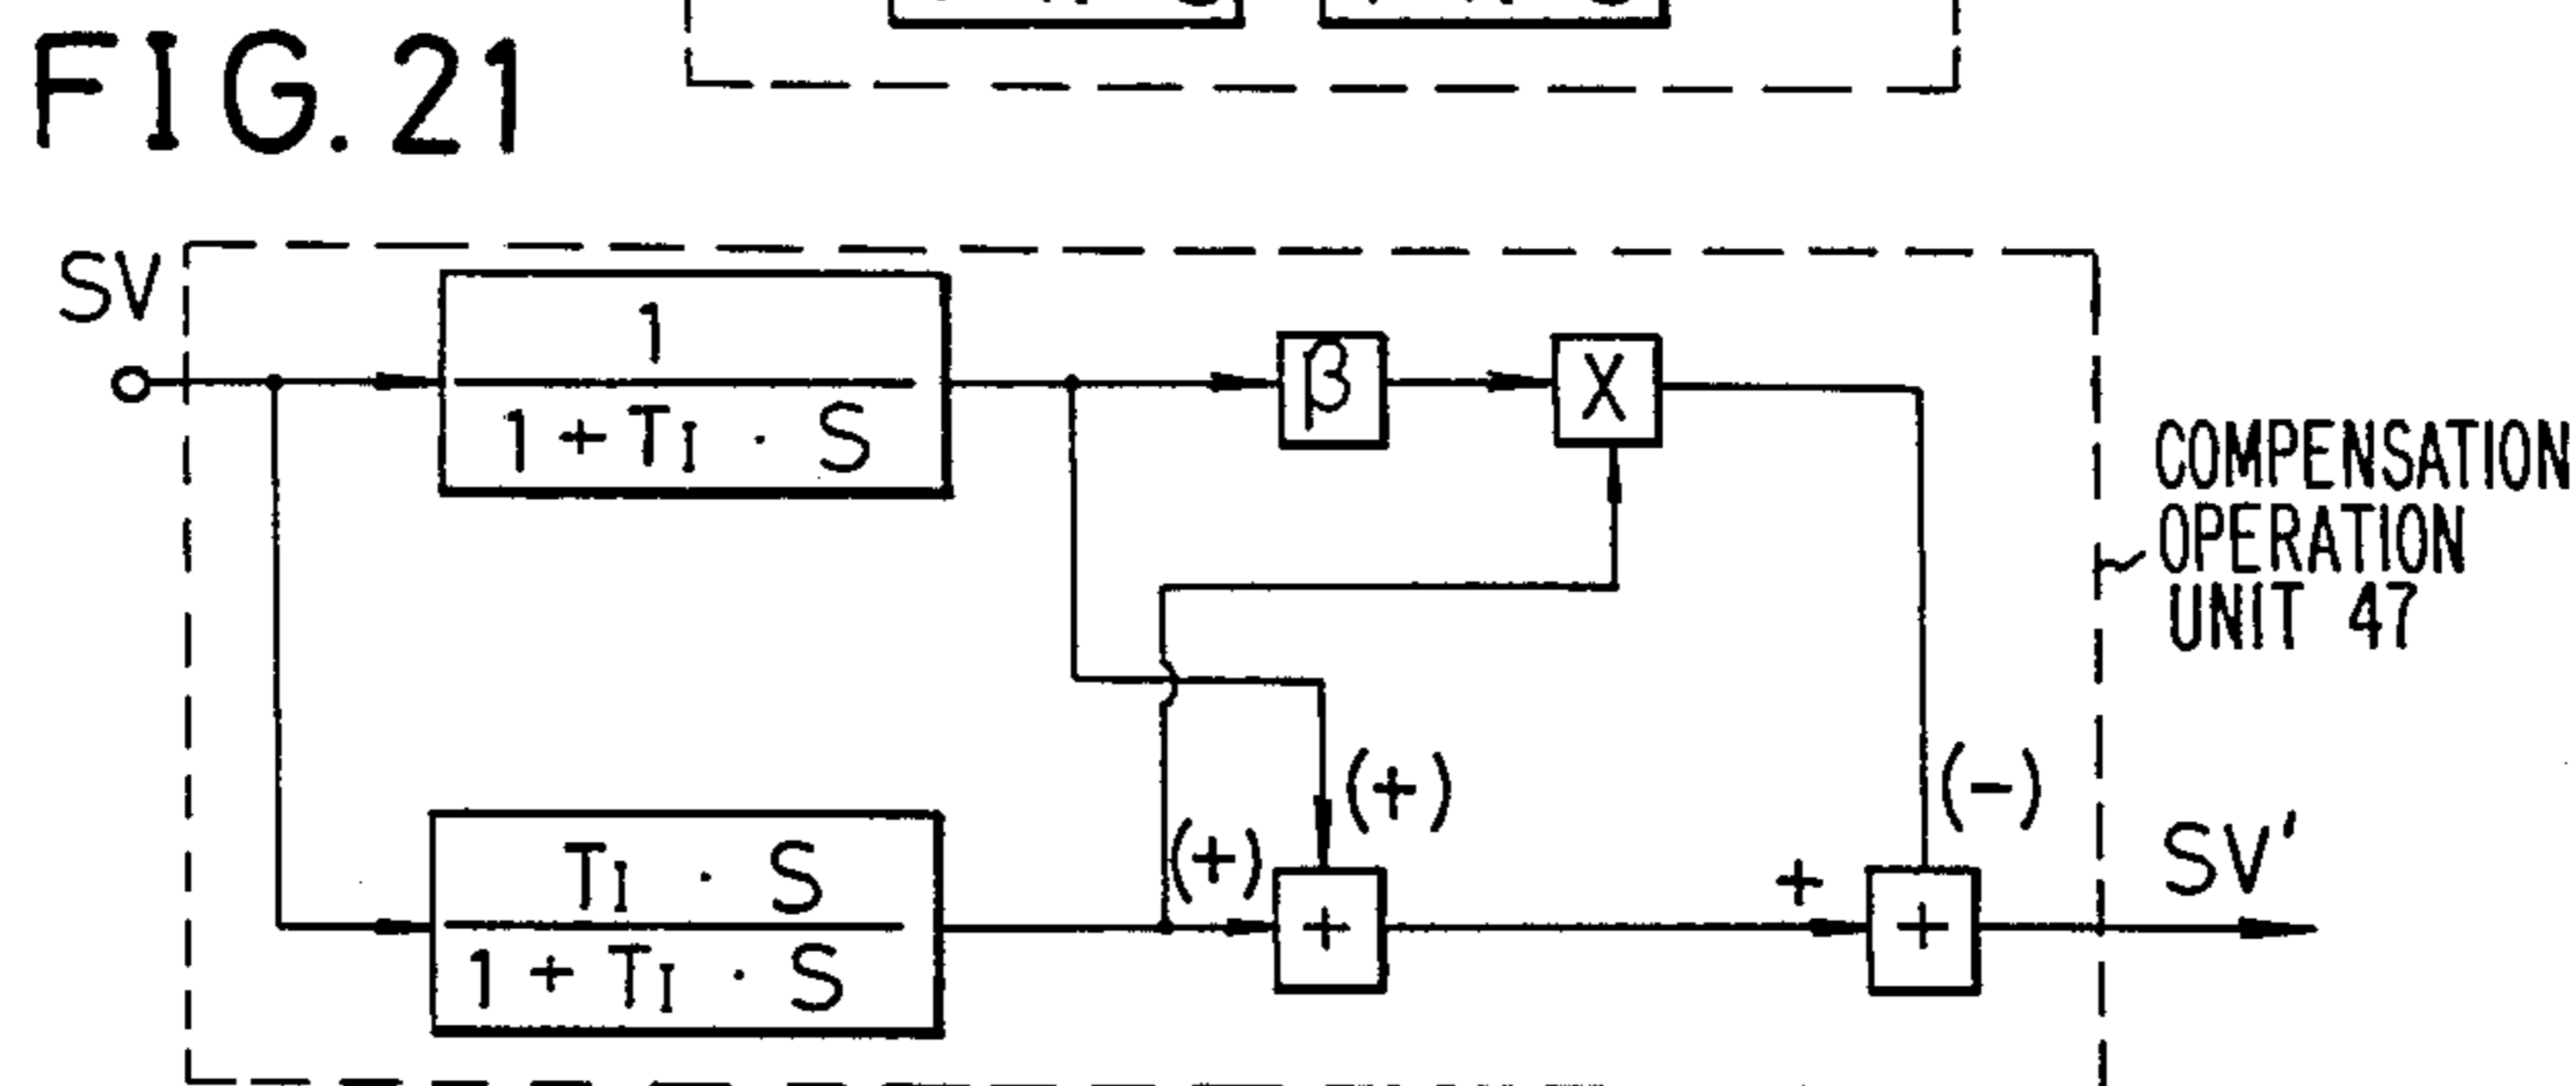 FIG. 21
SV
1
1 + TI · S
β
X
COMPENSATION
OPERATION
UNIT 47
(+)
(-)
(+)
+
SV'
TI · S
1 + TI · S
+
+